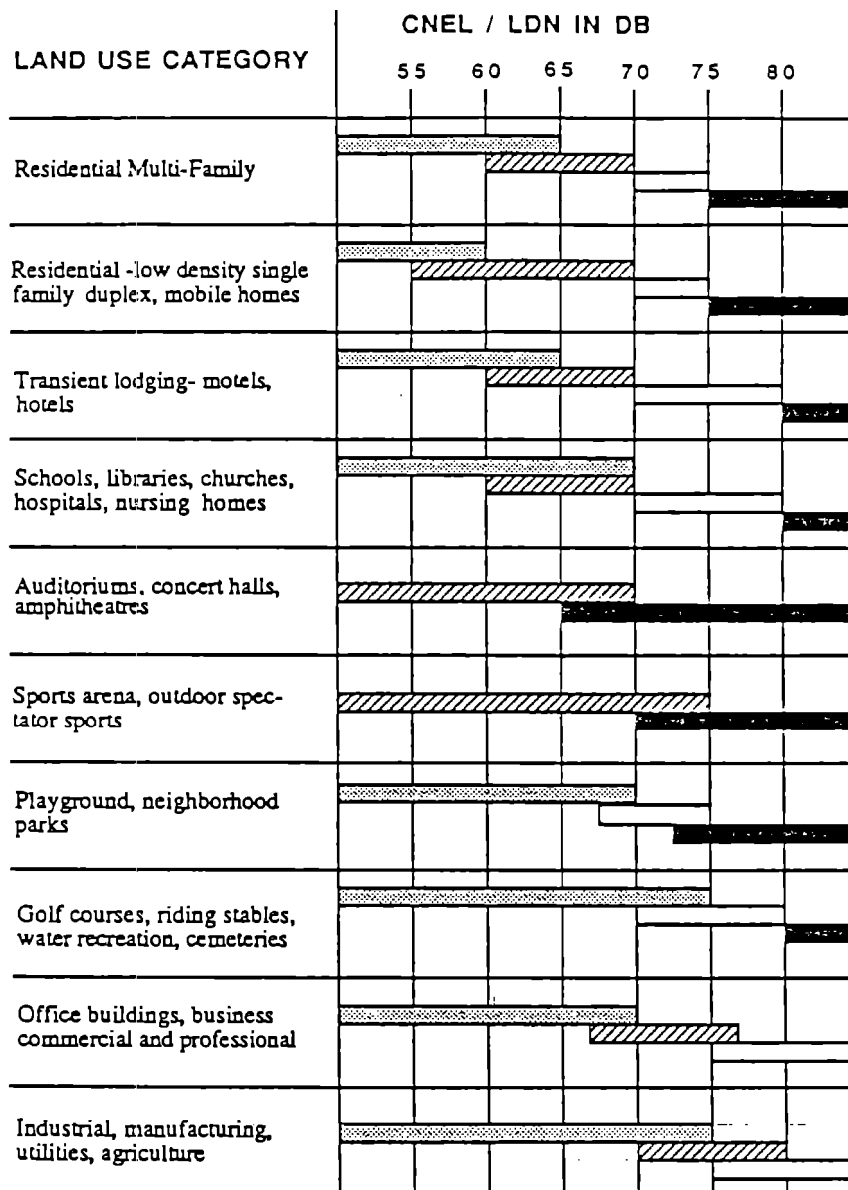 CNEL / LDN IN DB
LAND USE CATEGORY
55 60 65 70 75 80
Residential Multi-Family
Residential -low density single
family duplex, mobile homes
Transient lodging- motels,
hotels
Schools, libraries, churches,
hospitals, nursing homes
Auditoriums, concert halls,
amphitheatres
Sports arena, outdoor spec-
tator sports
Playground, neighborhood
parks
Golf courses, riding stables,
water recreation, cemeteries
Office buildings, business
commercial and professional
Industrial, manufacturing,
utilities, agriculture